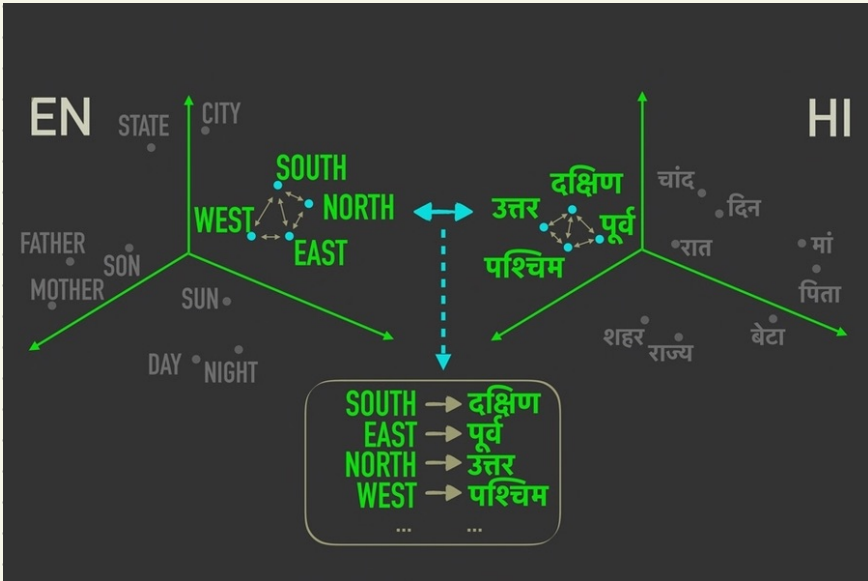 EN
HI
STATE
CITY
SOUTH
WEST
NORTH
EAST
FATHER
SON
MOTHER
SUN
DAY
NIGHT
दक्षिण
उत्तर
पूर्व
पश्चिम
चांद
दिन
रात
मां
पिता
शहर
राज्य
बेटा
SOUTH → दक्षिण
EAST → पूर्व
NORTH → उत्तर
WEST → पश्चिम
... ...